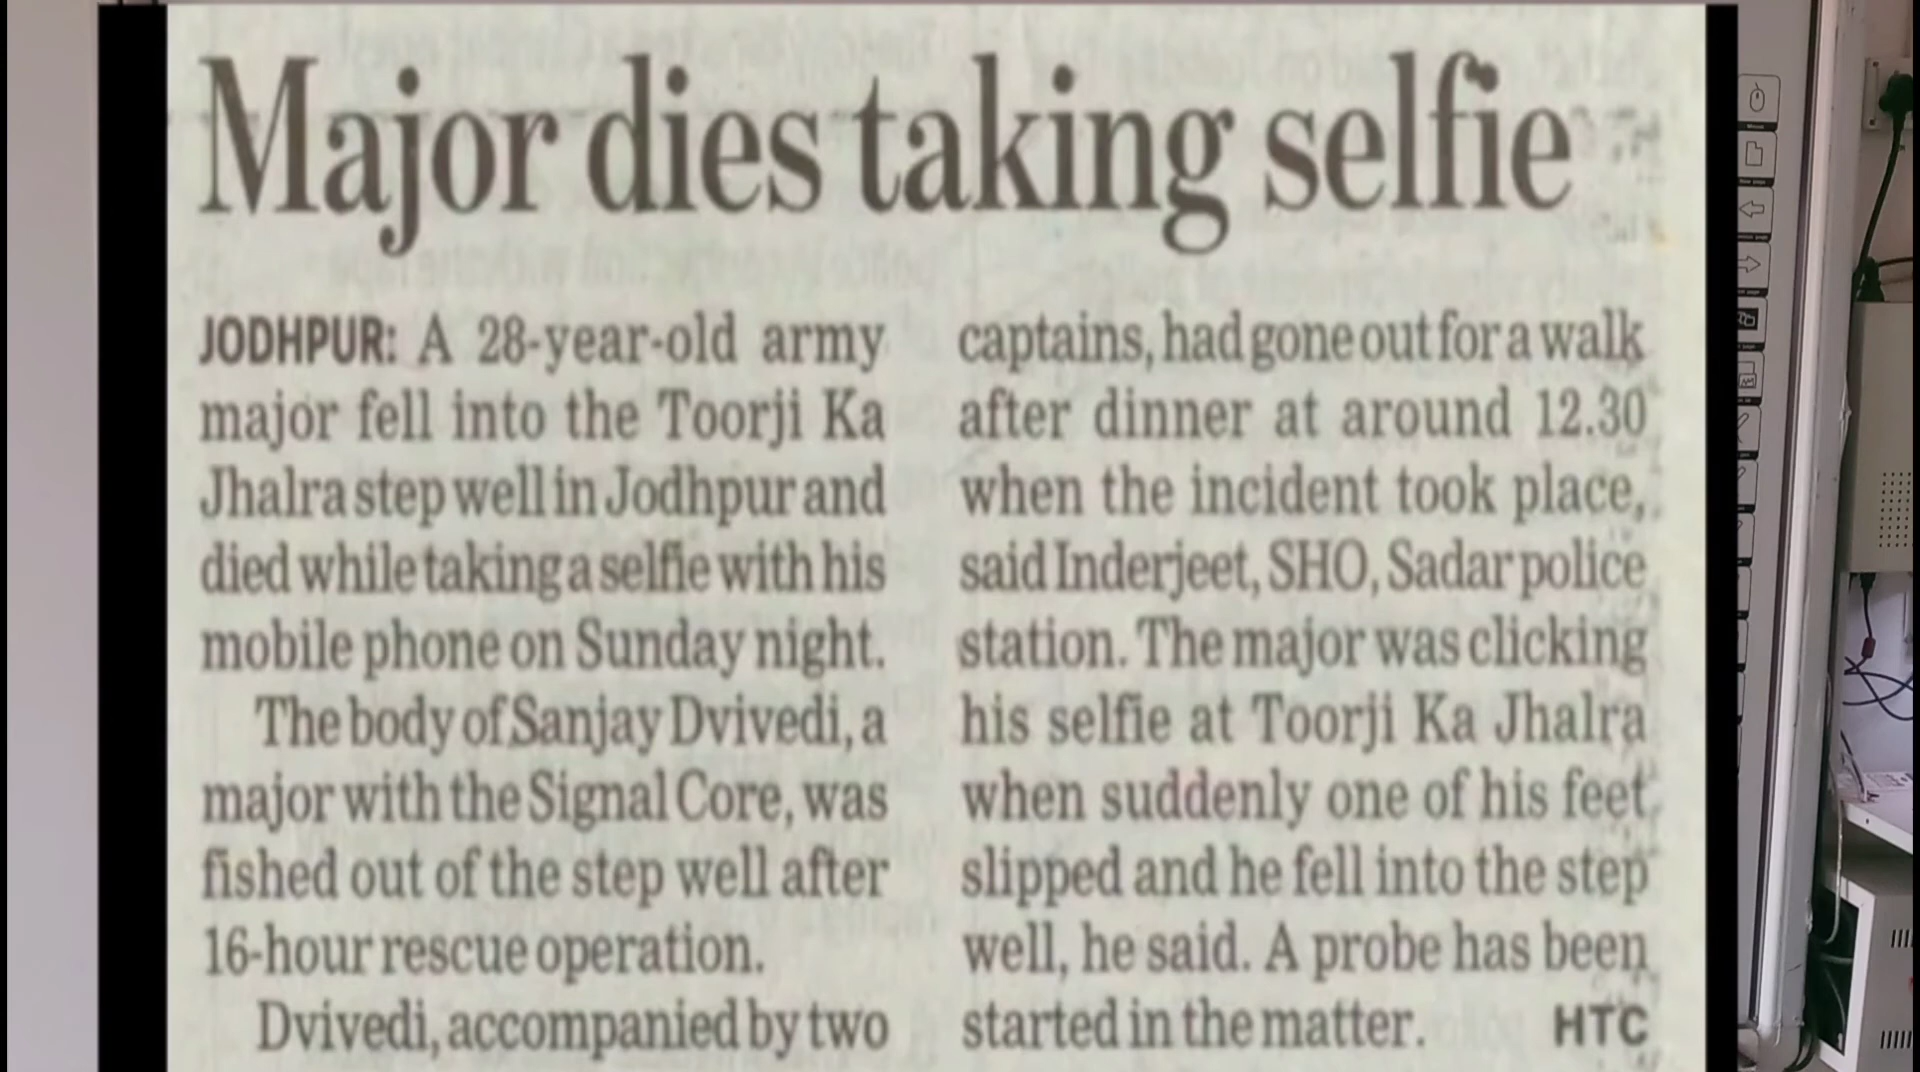 Major dies taking selfie
JODHPUR: A 28-year-old army
major fell into the Toorji Ka
Jhalra step well in Jodhpur and
died while taking a selfie with his
mobile phone on Sunday night.
The body of Sanjay Dvivedi, a
major with the Signal Core, was
fished out of the step well after
16-hour rescue operation.
Dvivedi, accompanied by two
captains, had gone out for a walk
after dinner at around 12.30
when the incident took place,
said Inderjeet, SHO, Sadar police
station. The major was clicking
his selfie at Toorji Ka Jhalra
when suddenly one of his feet
slipped and he fell into the step
well, he said. A probe has been
started in the matter. HTC